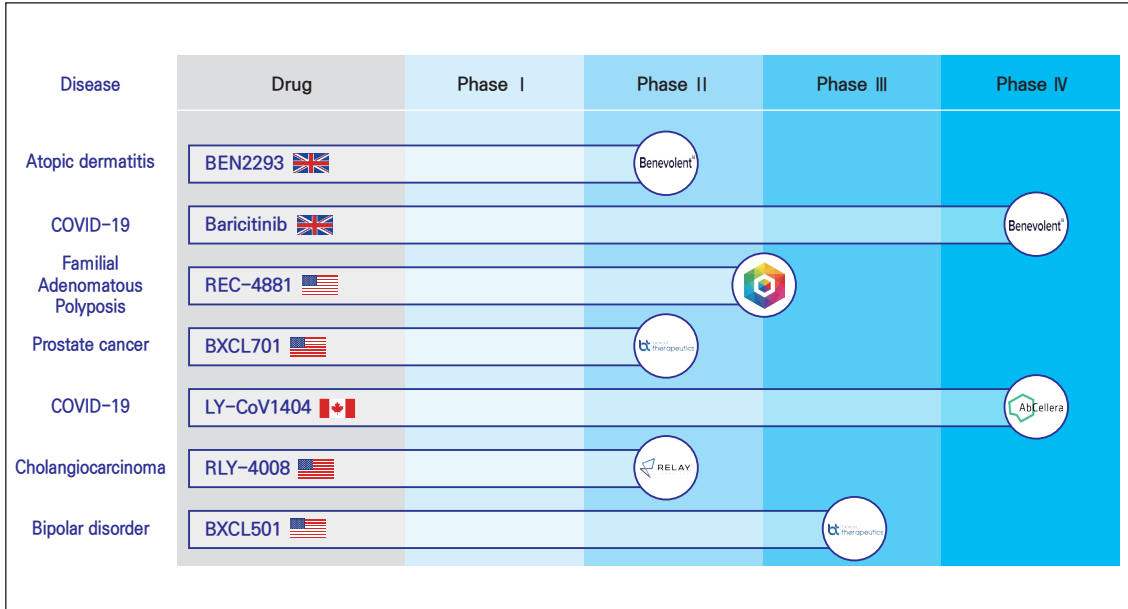 Disease Drug Phase Ⅰ Phase Ⅱ Phase Ⅲ Phase Ⅳ
Atopic dermatitis BEN2293 Benevolent
COVID-19 Baricitinib Benevolent
Familial
Adenomatous
Polyposis
REC-4881
Prostate cancer BXCL701 bt therapeutics
COVID-19 LY-CoV1404 AbCellera
Cholangiocarcinoma RLY-4008 RELAY
Bipolar disorder BXCL501 bt therapeutics